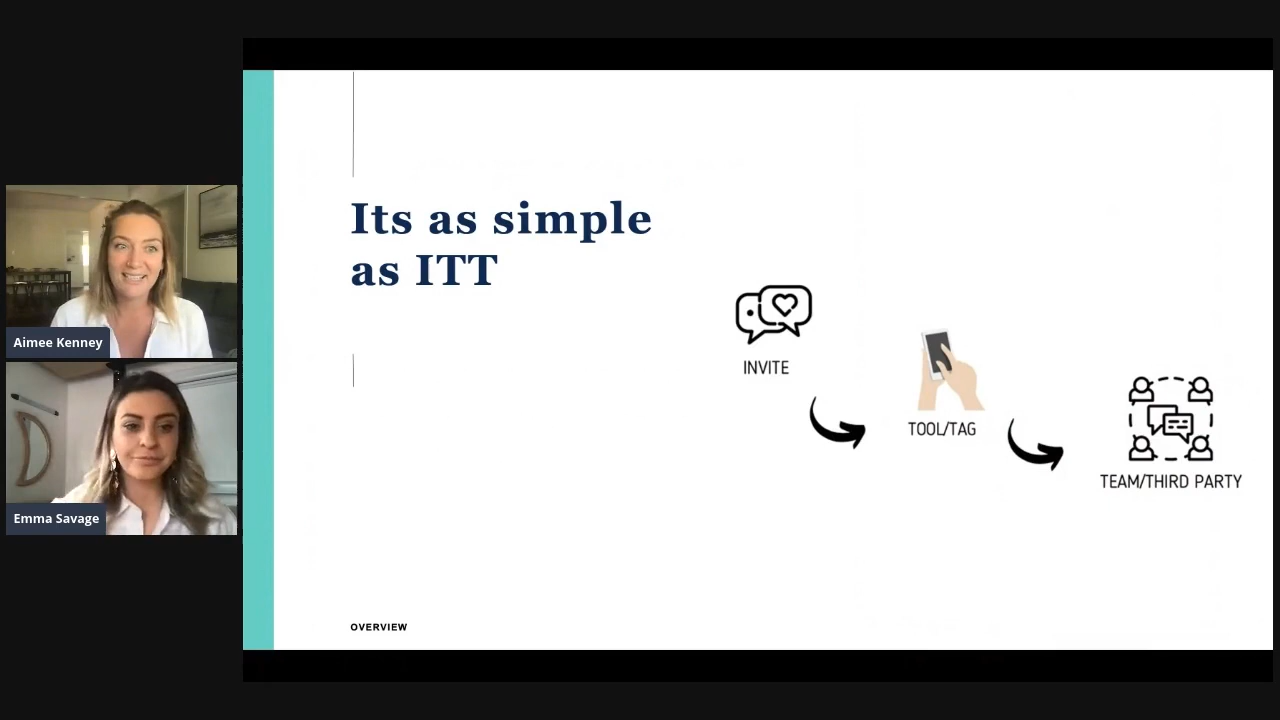 Its as simple
as ITT
INVITE
TOOL/TAG
TEAM/THIRD PARTY
OVERVIEW
Aimee Kenney
Emma Savage